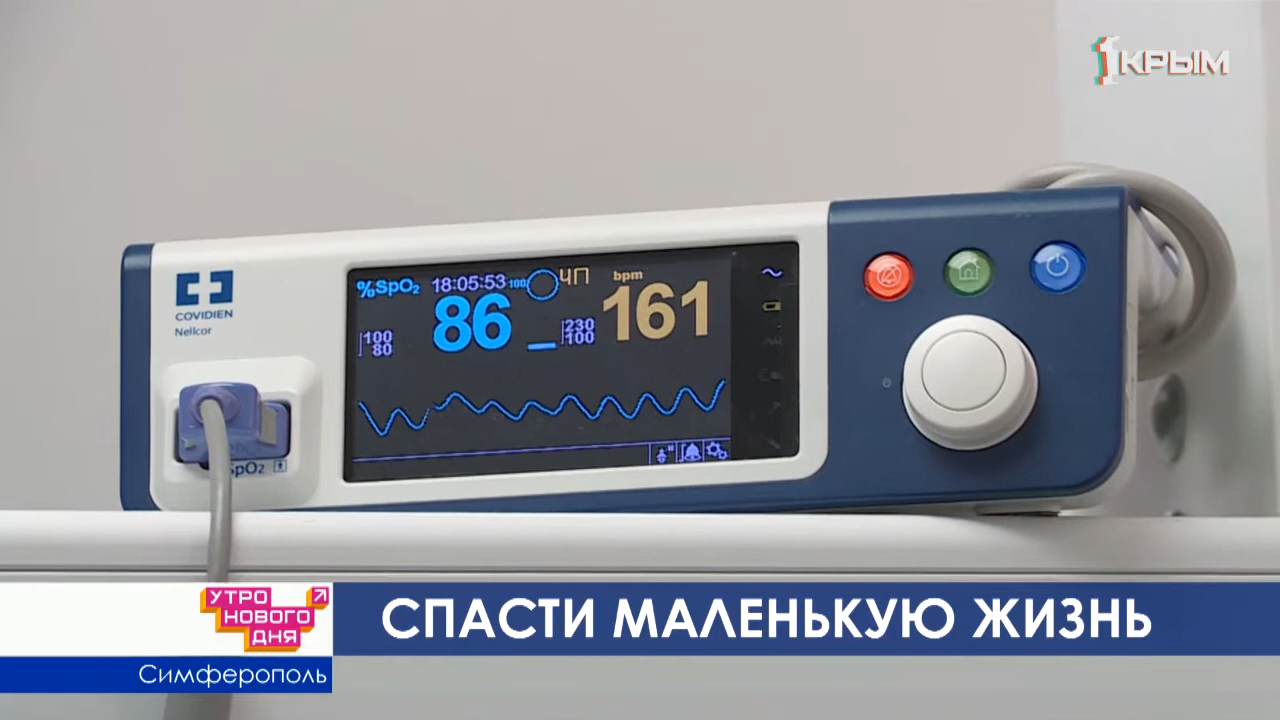 1КРЫМ
COVIDIEN
Nellcor
%SpO₂ 18:05:53 100 ЧП bpm
100
80
86
230
100
161
SpO₂
УТРО
НОВОГО
ДНЯ
СПАСТИ МАЛЕНЬКУЮ ЖИЗНЬ
Симферополь